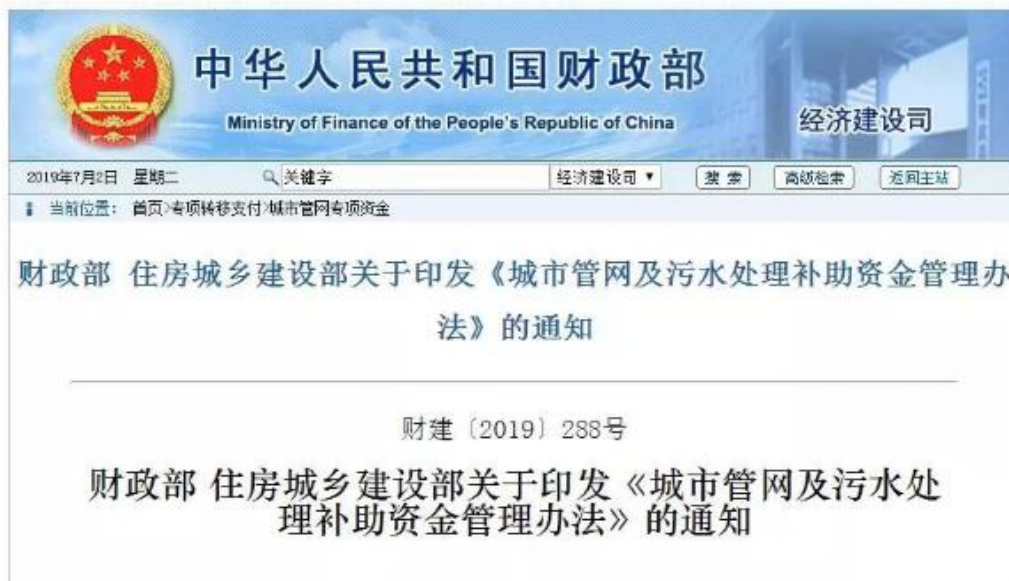 中华人民共和国财政部
Ministry of Finance of the People's Republic of China
经济建设司
2019年7月2日 星期二 关键字 经济建设司 搜 索 高级检索 返回主站
当前位置： 首页>专项转移支付>城市管网专项资金
财政部 住房城乡建设部关于印发《城市管网及污水处理补助资金管理办
法》的通知
财建〔2019〕288号
财政部 住房城乡建设部关于印发《城市管网及污水处
理补助资金管理办法》的通知